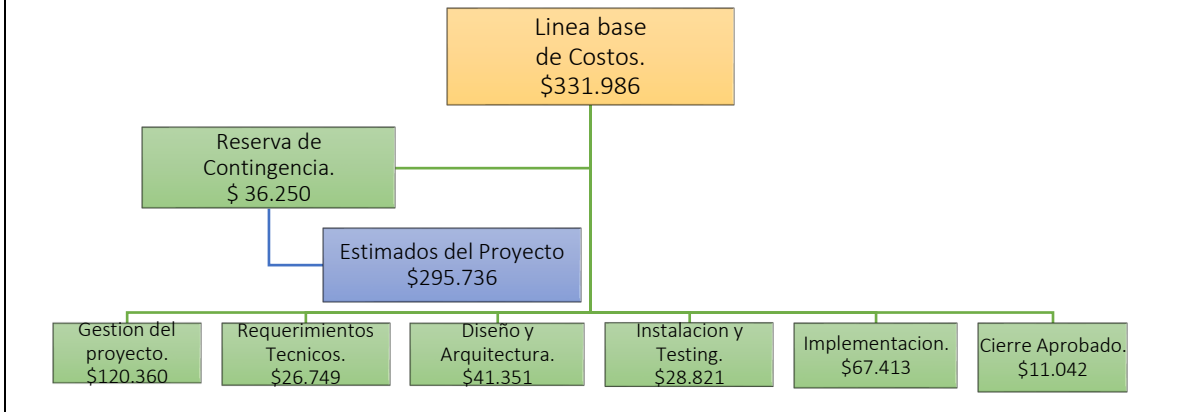 Linea base
de Costos.
$331.986
Reserva de
Contingencia.
$ 36.250
Estimados del Proyecto
$295.736
Gestion del
proyecto.
$120.360
Requerimientos
Tecnicos.
$26.749
Diseño y
Arquitectura.
$41.351
Instalacion y
Testing.
$28.821
Implementacion.
$67.413
Cierre Aprobado.
$11.042